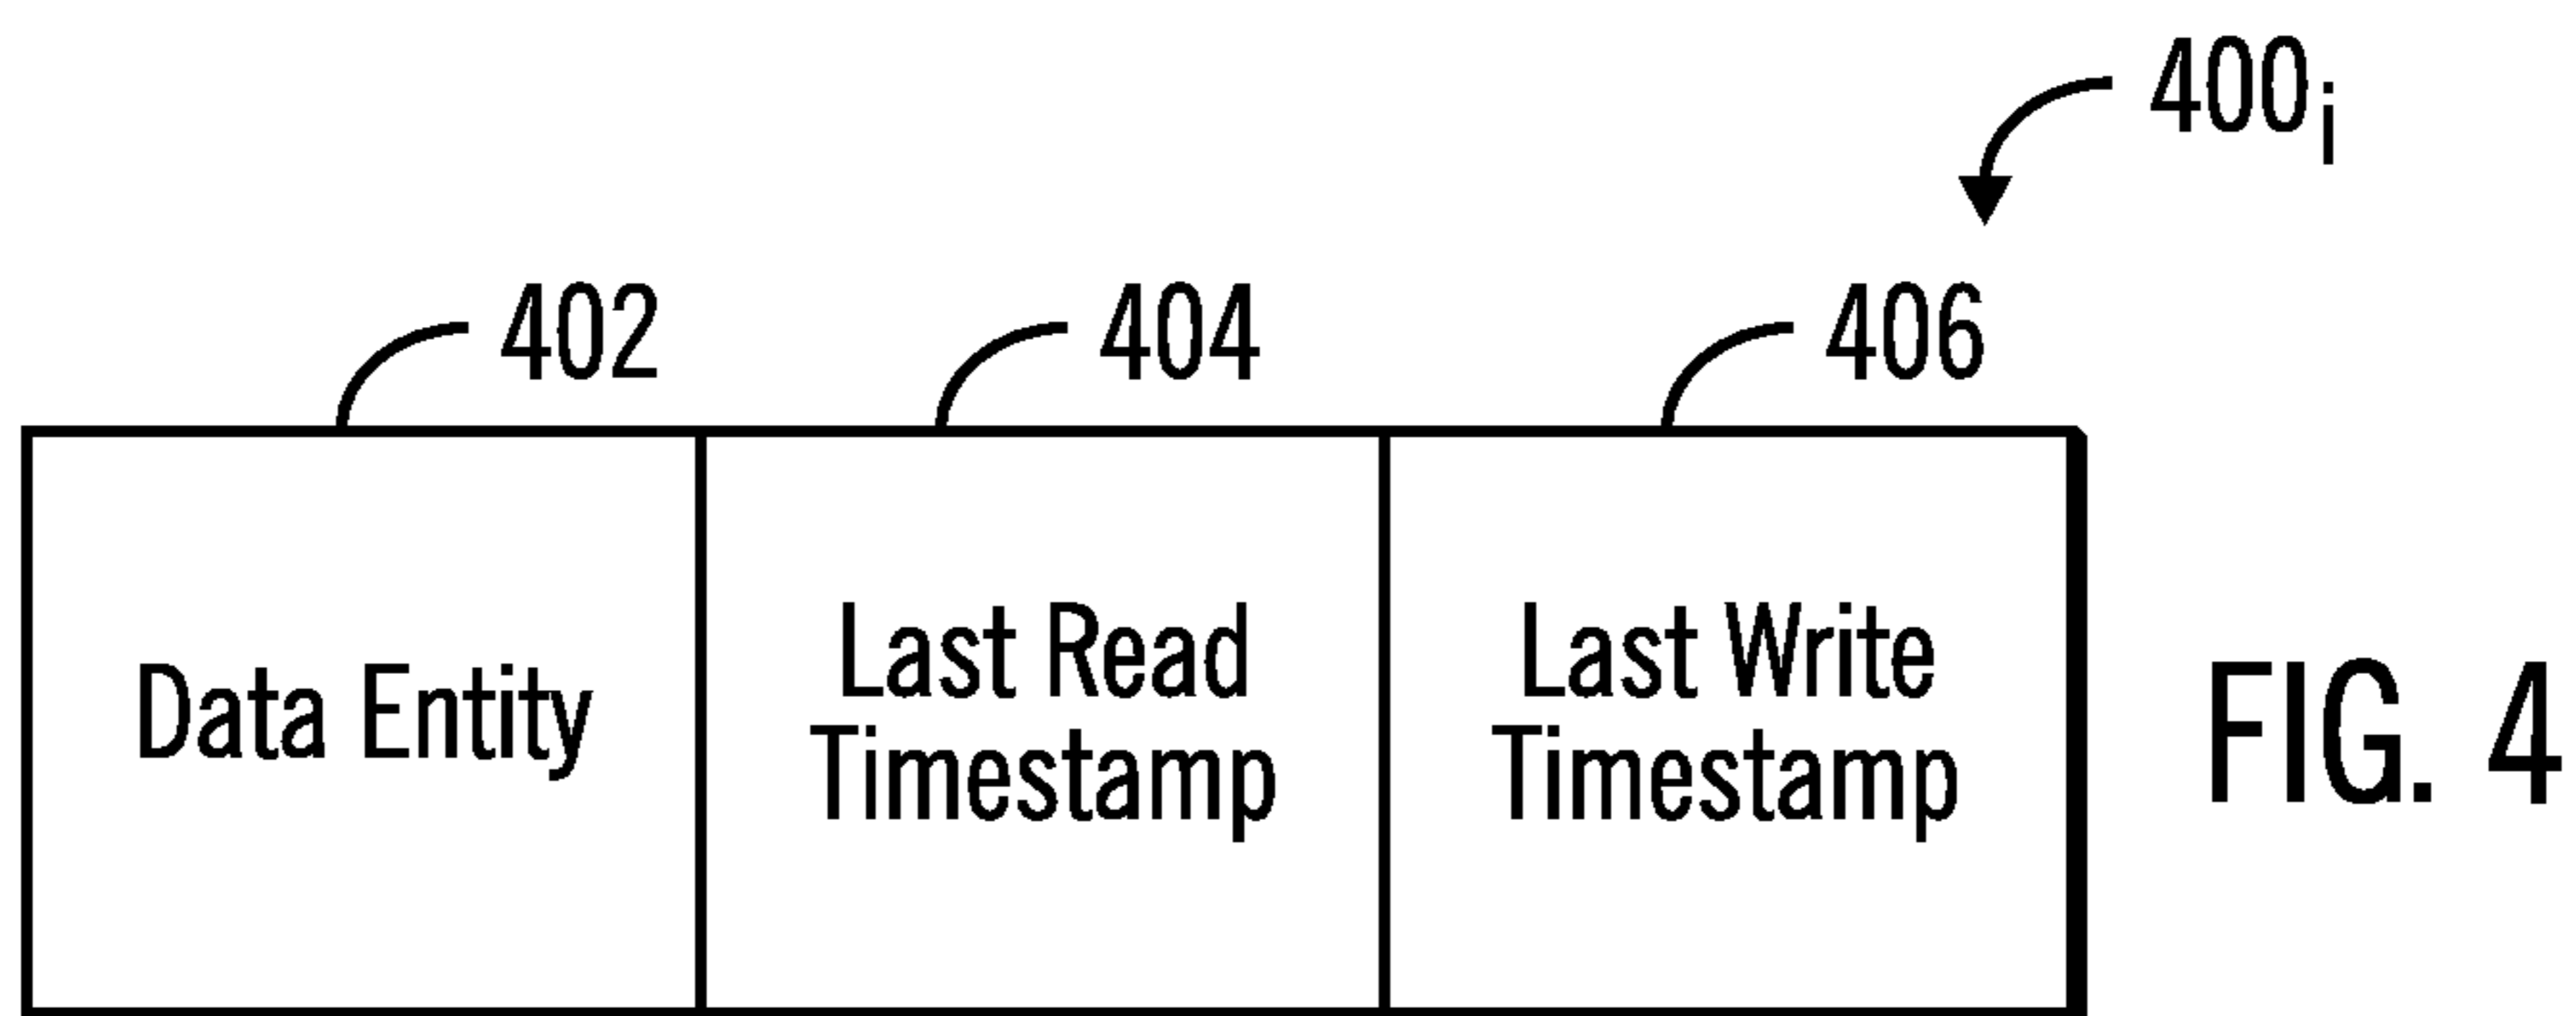 400i
402
404
406
Data Entity
Last Read
Timestamp
Last Write
Timestamp
FIG. 4